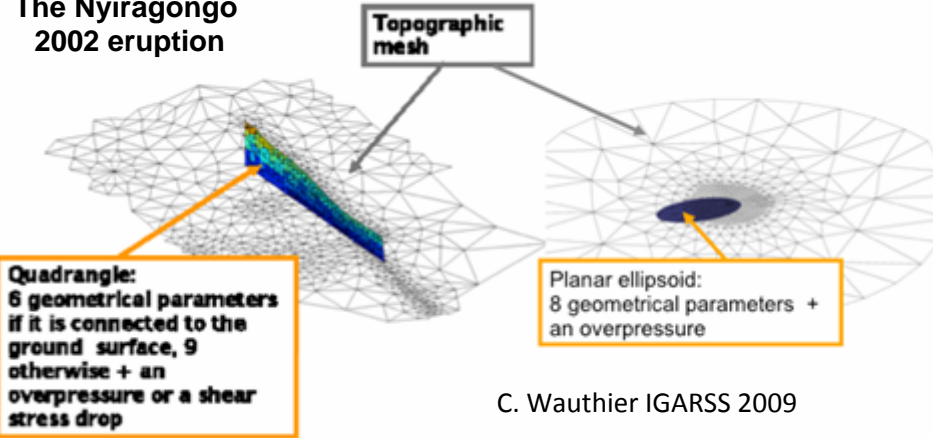 The Nyiragongo
2002 eruption
Topographic
mesh
Quadrangle:
6 geometrical parameters
if it is connected to the
ground surface, 9
otherwise + an
overpressure or a shear
stress drop
Planar ellipsoid:
8 geometrical parameters +
an overpressure
C. Wauthier IGARSS 2009